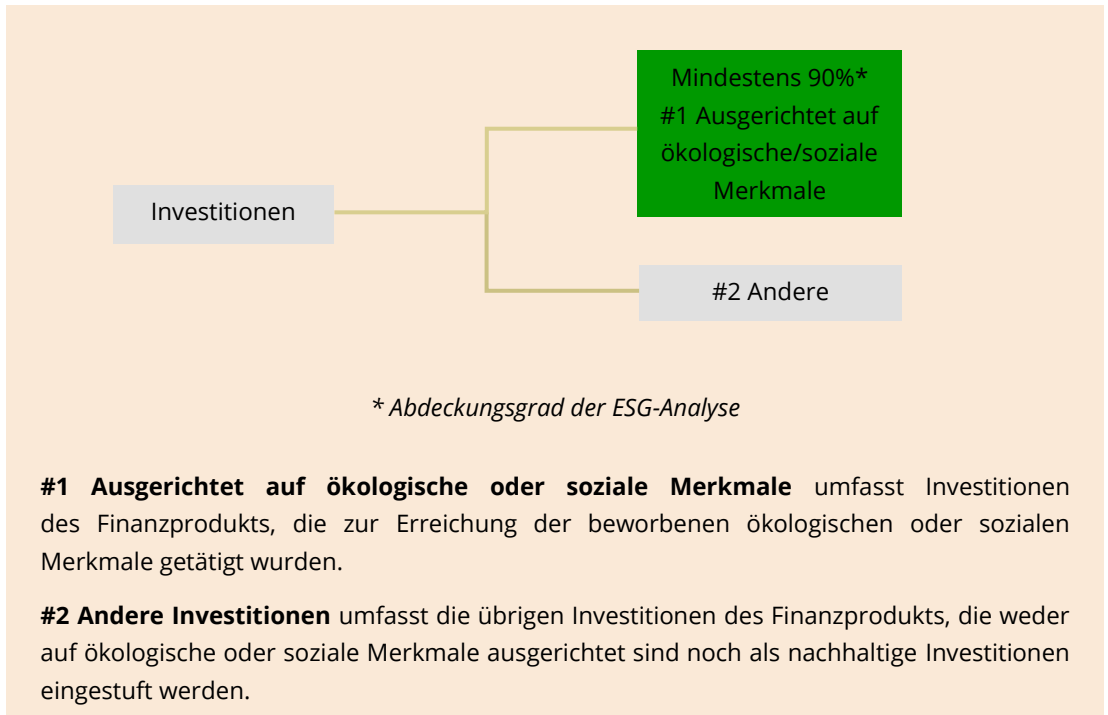 Mindestens 90%*
#1 Ausgerichtet auf
ökologische/soziale
Merkmale
Investitionen
#2 Andere
* Abdeckungsgrad der ESG-Analyse
#1 Ausgerichtet auf ökologische oder soziale Merkmale umfasst Investitionen
des Finanzprodukts, die zur Erreichung der beworbenen ökologischen oder sozialen
Merkmale getätigt wurden.
#2 Andere Investitionen umfasst die übrigen Investitionen des Finanzprodukts, die weder
auf ökologische oder soziale Merkmale ausgerichtet sind noch als nachhaltige Investitionen
eingestuft werden.